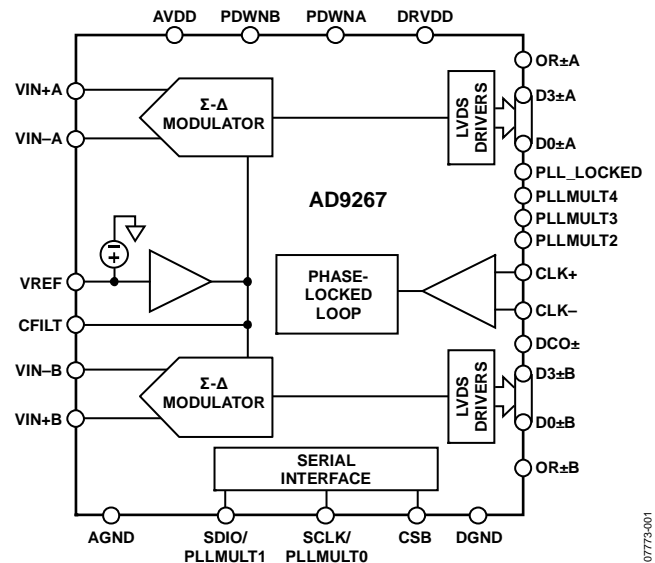 AVDD PDWNB PDWNA DRVDD
VIN+A
VIN–A
VREF
CFILT
VIN–B
VIN+B
Σ-Δ
MODULATOR
LVDS
DRIVERS
OR±A
D3±A
D0±A
PLL_LOCKED
PLLMULT4
PLLMULT3
PLLMULT2
CLK+
CLK–
DCO±
D3±B
D0±B
OR±B
AD9267
PHASE-
LOCKED
LOOP
Σ-Δ
MODULATOR
LVDS
DRIVERS
SERIAL
INTERFACE
AGND
SDIO/
PLLMULT1
SCLK/
PLLMULT0
CSB
DGND
07773-001